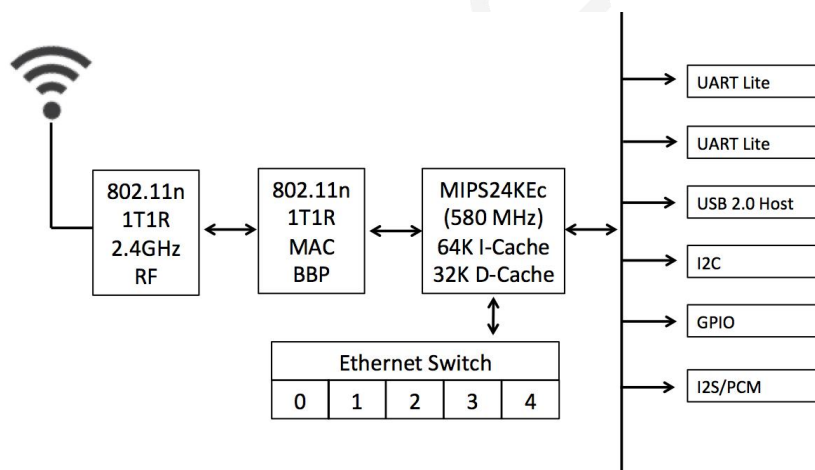 802.11n
1T1R
2.4GHz
RF
802.11n
1T1R
MAC
BBP
MIPS24KEc
(580 MHz)
64K I-Cache
32K D-Cache
Ethernet Switch
0 1 2 3 4
UART Lite
UART Lite
USB 2.0 Host
I2C
GPIO
I2S/PCM